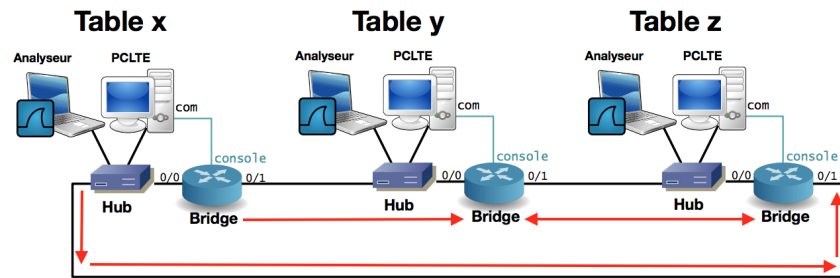 Table x
Table y
Table z
Analyseur PCLTE
Analyseur PCLTE
Analyseur PCLTE
com
com
com
console
console
console
0/0 0/1
0/0 0/1
0/0 0/1
Hub
Bridge
Hub
Bridge
Hub
Bridge